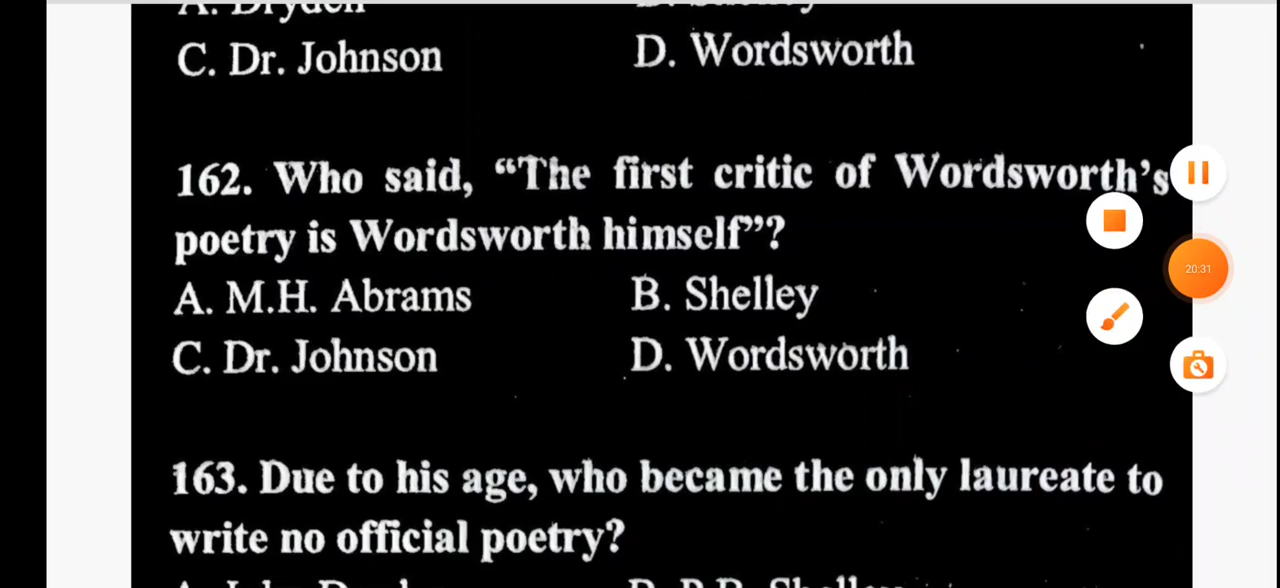 A. Dryden
C. Dr. Johnson D. Wordsworth
162. Who said, “The first critic of Wordsworth’s
poetry is Wordsworth himself”?
A. M.H. Abrams B. Shelley
C. Dr. Johnson D. Wordsworth
20:31
163. Due to his age, who became the only laureate to
write no official poetry?